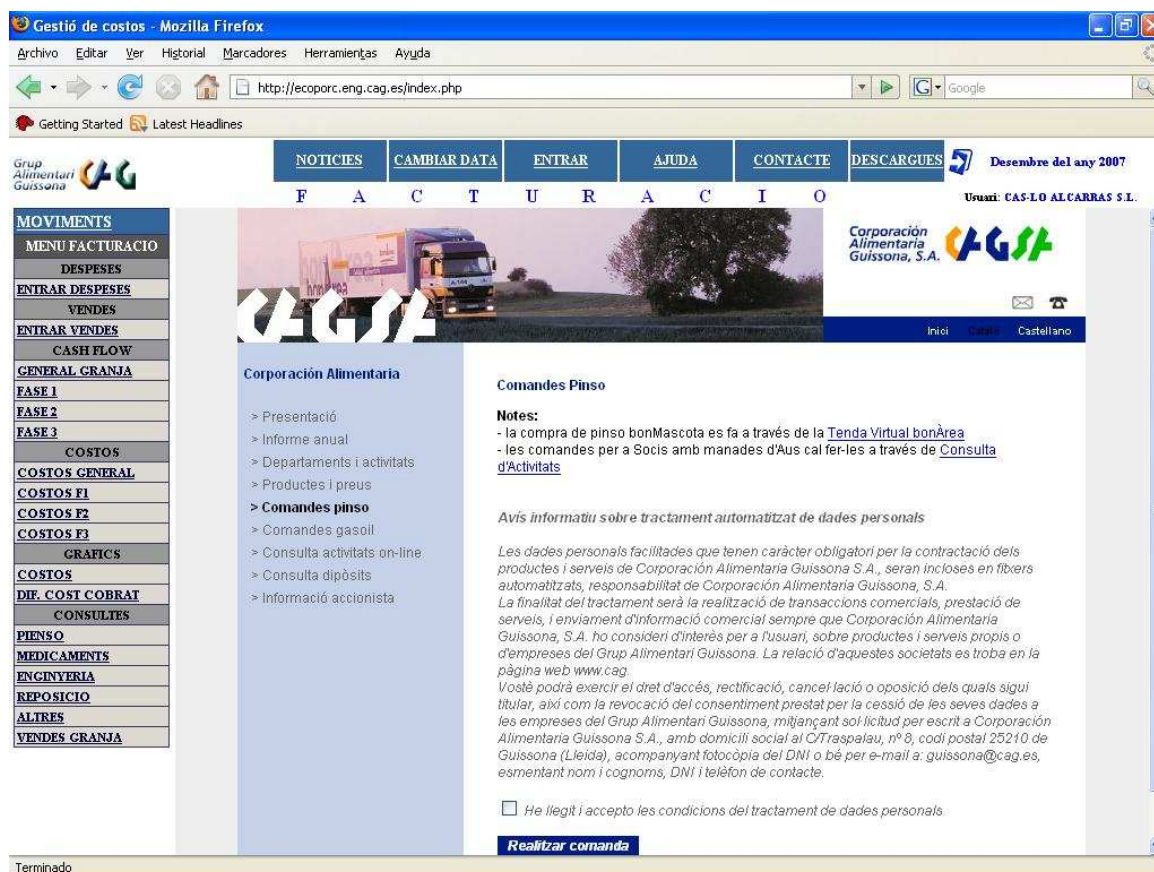 Gestió de costos - Mozilla Firefox
Archivo Editar Ver Historial Marcadores Herramientas Ayuda
http://ecoporc.eng.cag.es/index.php
G Google
Getting Started Latest Headlines
Grup
Alimentari
Guissona
CAG
NOTICIES CAMBIAR DATA ENTRAR AJUDA CONTACTE DESCARGUES Desembre del any 2007
F A C T U R A C I O
Usuari: CAS-LO ALCARRAS S.L.
MOVIMENTS
MENU FACTURACIO
DESPESES
ENTRAR DESPESES
VENDES
ENTRAR VENDES
CASH FLOW
GENERAL GRANJA
FASE 1
FASE 2
FASE 3
COSTOS
COSTOS GENERAL
COSTOS F1
COSTOS F2
COSTOS F3
GRAFICS
COSTOS
DIF. COST COBRAT
CONSULTES
PIENSO
MEDICAMENTS
ENGINYERIA
REPOSICIO
ALTRES
VENDES GRANJA
CAGSA
Corporación
Alimentaria
Guissona, S.A.
CAGSA
Inici Català Castellano
Corporación Alimentaria
> Presentació
> Informe anual
> Departaments i activitats
> Productes i preus
> Comandes pinso
> Comandes gasoil
> Consulta activitats on-line
> Consulta dipòsits
> Informació accionista
Comandes Pinso
Notes:
- la compra de pinso bonMascota es fa a través de la Tenda Virtual bonÀrea
- les comandes per a Socis amb manades d'Aus cal fer-les a través de Consulta
d'Activitats
Avís informatiu sobre tractament automatitzat de dades personals
Les dades personals facilitades que tenen caràcter obligatori per la contractació dels
productes i serveis de Corporación Alimentaria Guissona S.A., seran incloses en fitxers
automatitzats, responsabilitat de Corporación Alimentaria Guissona, S.A.
La finalitat del tractament serà la realització de transaccions comercials, prestació de
serveis, i enviament d'informació comercial sempre que Corporación Alimentaria
Guissona, S.A. ho consideri d'interès per a l'usuari, sobre productes i serveis propis o
d'empreses del Grup Alimentari Guissona. La relació d'aquestes societats es troba en la
pàgina web www.cag.
Vostè podrà exercir el dret d'accés, rectificació, cancel·lació o oposició dels quals sigui
titular, així com la revocació del consentiment prestat per la cessió de les seves dades a
les empreses del Grup Alimentari Guissona, mitjançant sol·licitud per escrit a Corporación
Alimentaria Guissona S.A., amb domicili social al C/Traspalau, nº 8, codi postal 25210 de
Guissona (Lleida), acompanyant fotocòpia del DNI o bé per e-mail a: guissona@cag.es,
esmentant nom i cognoms, DNI i telèfon de contacte.
He llegit i accepto les condicions del tractament de dades personals
Realitzar comanda
Terminado